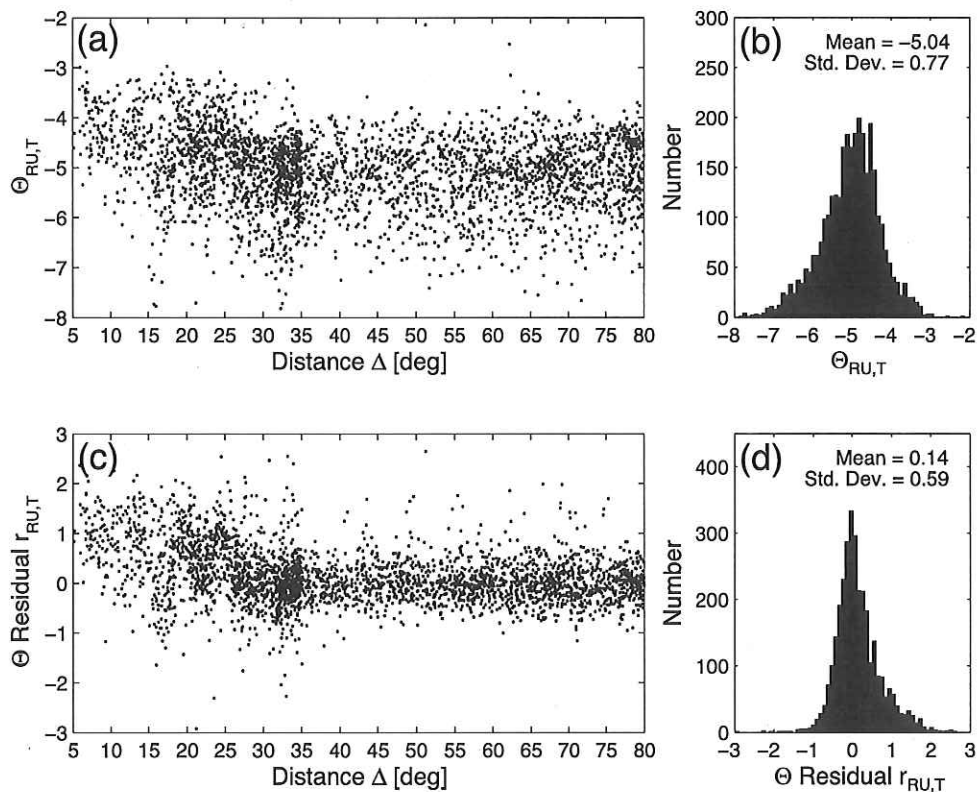 (a)
−2
−3
−4
−5
−6
−7
−8
Θ_RU,T
5 10 15 20 25 30 35 40 45 50 55 60 65 70 75 80
Distance Δ [deg]
(b)
Mean = −5.04
Std. Dev. = 0.77
300
250
200
150
100
50
0
Number
−8 −7 −6 −5 −4 −3 −2
Θ_RU,T
(c)
3
2
1
0
−1
−2
−3
Θ Residual r_RU,T
5 10 15 20 25 30 35 40 45 50 55 60 65 70 75 80
Distance Δ [deg]
(d)
Mean = 0.14
Std. Dev. = 0.59
400
300
200
100
0
Number
−3 −2 −1 0 1 2 3
Θ Residual r_RU,T